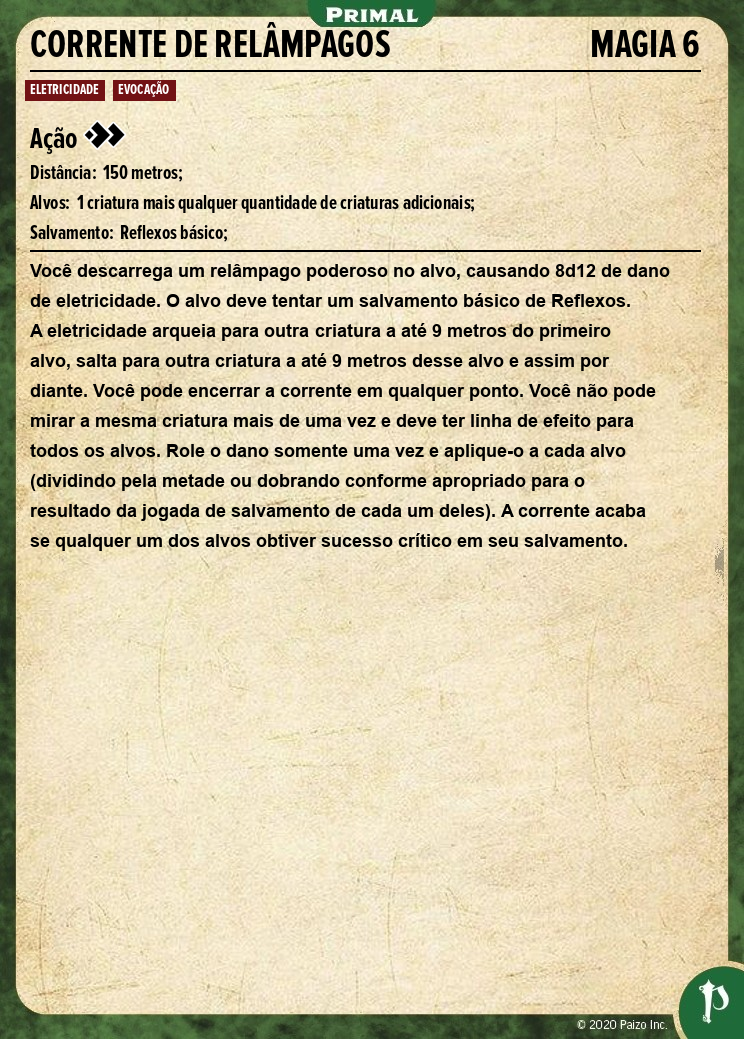 PRIMAL
CORRENTE DE RELÂMPAGOS MAGIA 6
ELETRICIDADE EVOCAÇÃO
Ação
Distância: 150 metros;
Alvos: 1 criatura mais qualquer quantidade de criaturas adicionais;
Salvamento: Reflexos básico;
Você descarrega um relâmpago poderoso no alvo, causando 8d12 de dano
de eletricidade. O alvo deve tentar um salvamento básico de Reflexos.
A eletricidade arqueia para outra criatura a até 9 metros do primeiro
alvo, salta para outra criatura a até 9 metros desse alvo e assim por
diante. Você pode encerrar a corrente em qualquer ponto. Você não pode
mirar a mesma criatura mais de uma vez e deve ter linha de efeito para
todos os alvos. Role o dano somente uma vez e aplique-o a cada alvo
(dividindo pela metade ou dobrando conforme apropriado para o
resultado da jogada de salvamento de cada um deles). A corrente acaba
se qualquer um dos alvos obtiver sucesso crítico em seu salvamento.
P
© 2020 Paizo Inc.